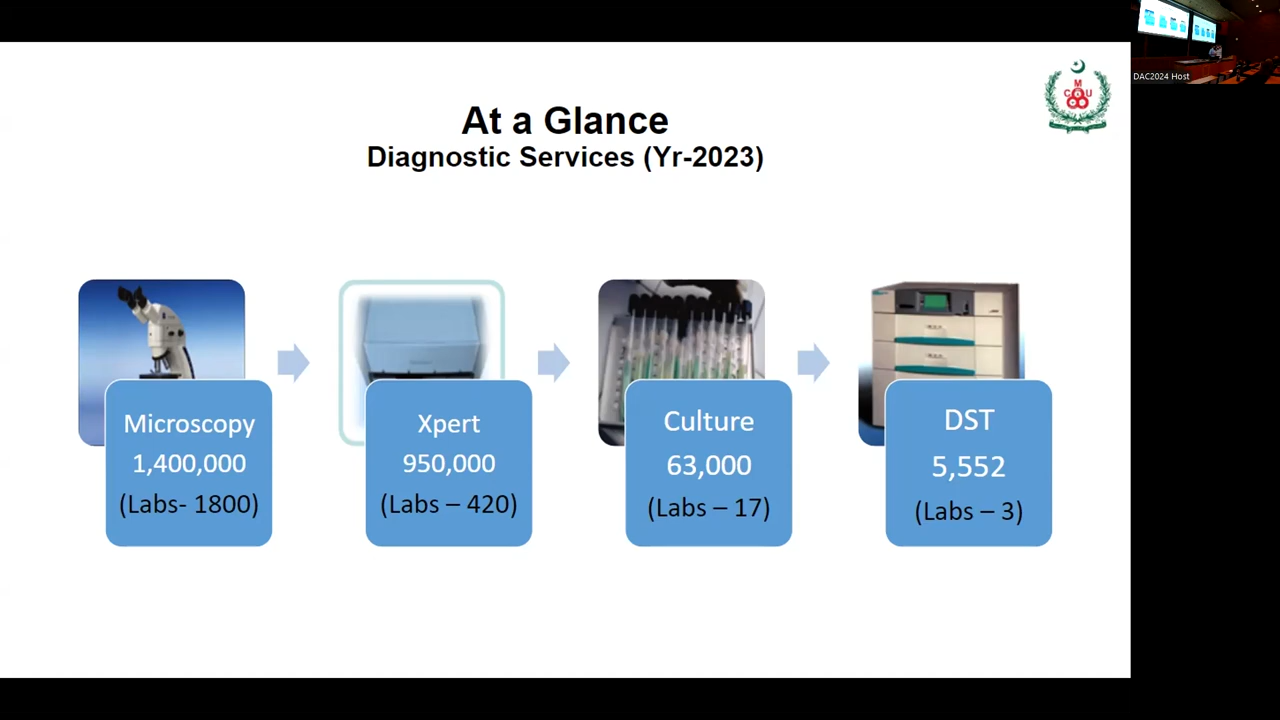 DAC2024 Host
M
C U
At a Glance
Diagnostic Services (Yr-2023)
Microscopy
1,400,000
(Labs- 1800)
Xpert
950,000
(Labs – 420)
Culture
63,000
(Labs – 17)
DST
5,552
(Labs – 3)